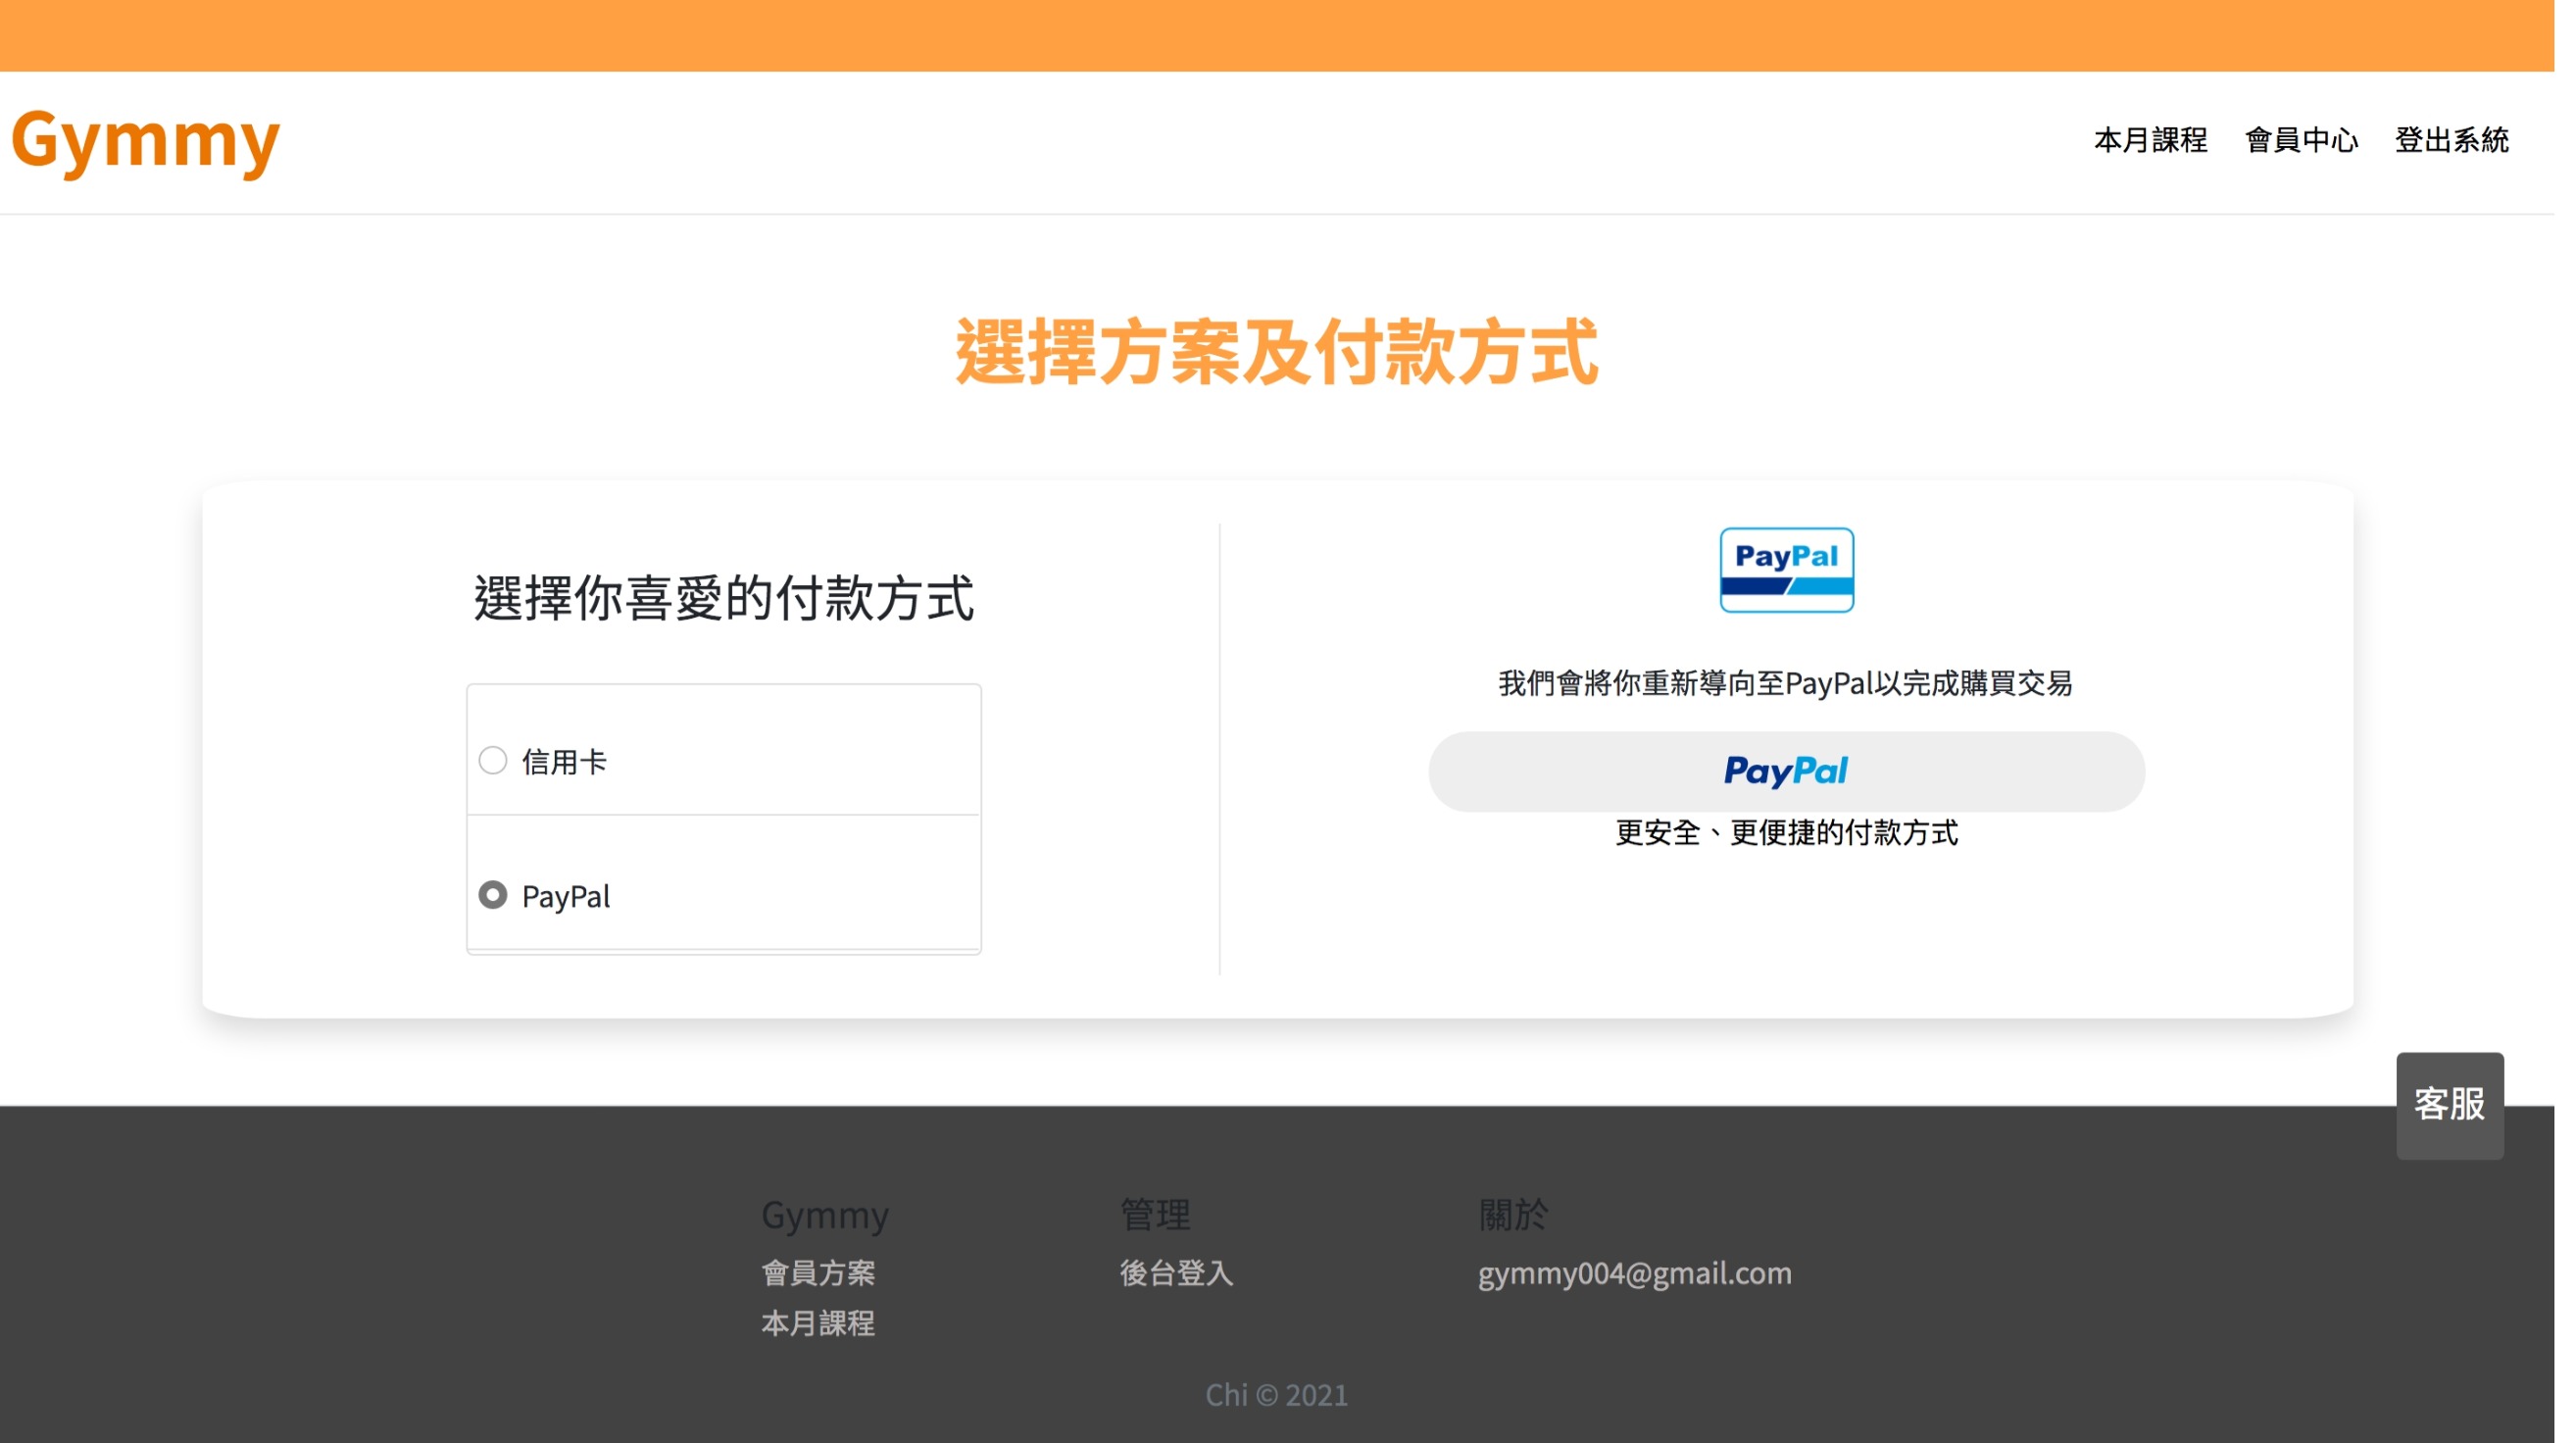 Gymmy
本月課程 會員中心 登出系統
選擇方案及付款方式
選擇你喜愛的付款方式
信用卡
PayPal
PayPal
我們會將你重新導向至PayPal以完成購買交易
PayPal
更安全、更便捷的付款方式
客服
Gymmy
會員方案
本月課程
管理
後台登入
關於
gymmy004@gmail.com
Chi © 2021